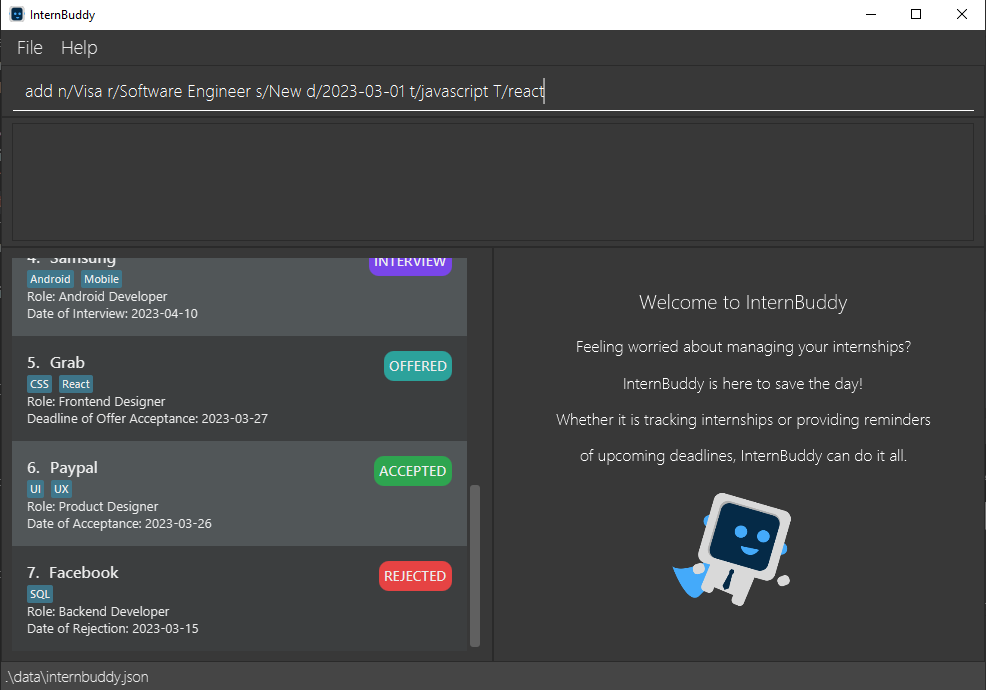 InternBuddy
File Help
add n/Visa r/Software Engineer s/New d/2023-03-01 t/javascript T/react
4. Samsung
INTERVIEW
Android Mobile
Role: Android Developer
Date of Interview: 2023-04-10
5. Grab
OFFERED
CSS React
Role: Frontend Designer
Deadline of Offer Acceptance: 2023-03-27
6. Paypal
ACCEPTED
UI UX
Role: Product Designer
Date of Acceptance: 2023-03-26
7. Facebook
REJECTED
SQL
Role: Backend Developer
Date of Rejection: 2023-03-15
Welcome to InternBuddy
Feeling worried about managing your internships?
InternBuddy is here to save the day!
Whether it is tracking internships or providing reminders
of upcoming deadlines, InternBuddy can do it all.
.\data\internbuddy.json